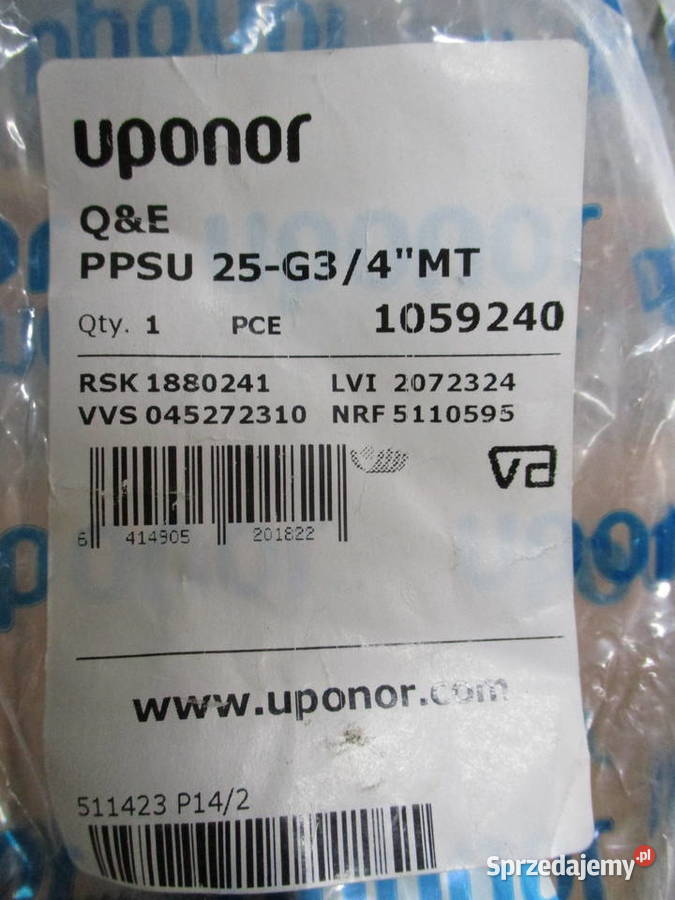 uponor
Q&E
PPSU 25-G3/4"MT
Qty. 1 PCE 1059240
RSK 1880241 LVI 2072324
VVS 045272310 NRF 5110595
6 414905 201822
www.uponor.com
511423 P14/2
Sprzedajemy.pl